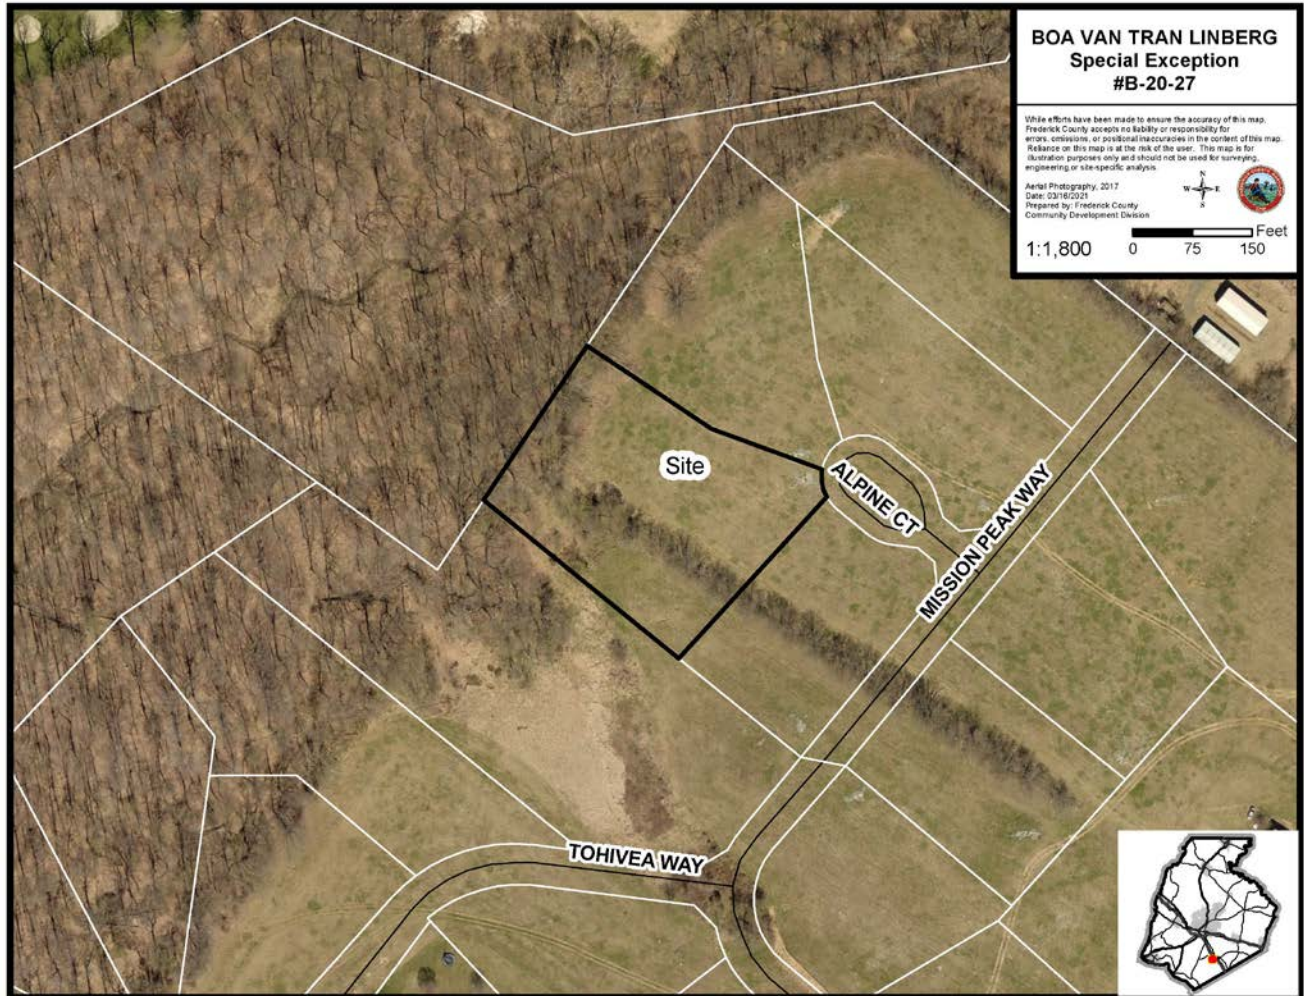 BOA VAN TRAN LINBERG
Special Exception
#B-20-27
While efforts have been made to ensure the accuracy of this map,
Frederick County accepts no liability or responsibility for
errors, omissions, or positional inaccuracies in the content of this map.
Reliance on this map is at the risk of the user. This map is for
illustration purposes only and should not be used for surveying,
engineering, or site-specific analysis.
Aerial Photography, 2017
Date: 03/16/2021
Prepared by: Frederick County
Community Development Division
N
W E
S
1:1,800
Feet
0 75 150
Site
ALPINE CT
MISSION PEAK WAY
TOHIVEA WAY